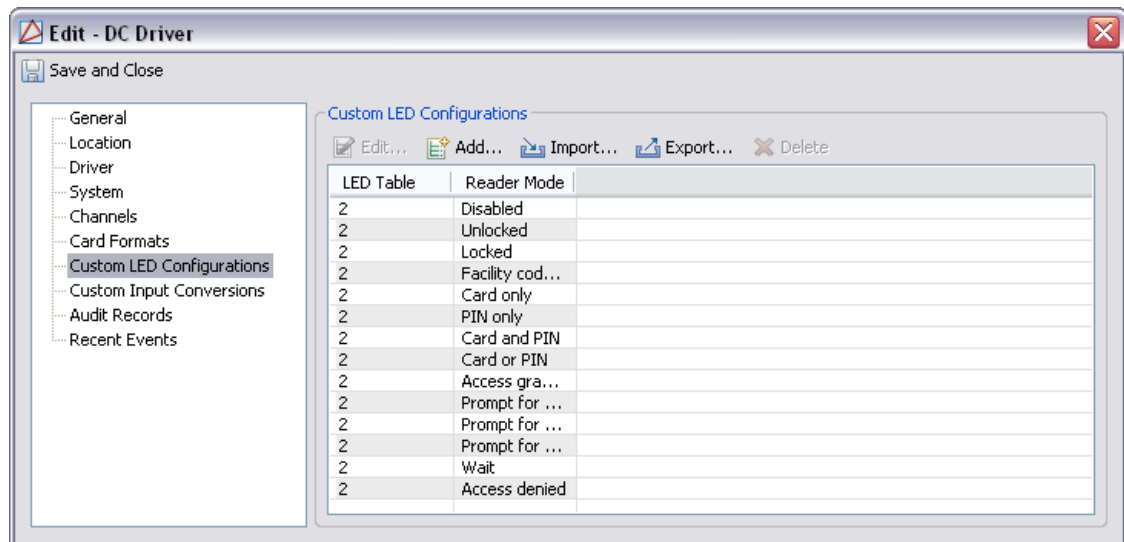 Edit - DC Driver
Save and Close
General
Location
Driver
System
Channels
Card Formats
Custom LED Configurations
Custom Input Conversions
Audit Records
Recent Events
Custom LED Configurations
Edit... Add... Import... Export... Delete
LED Table Reader Mode
2 Disabled
2 Unlocked
2 Locked
2 Facility cod...
2 Card only
2 PIN only
2 Card and PIN
2 Card or PIN
2 Access gra...
2 Prompt for ...
2 Prompt for ...
2 Prompt for ...
2 Wait
2 Access denied